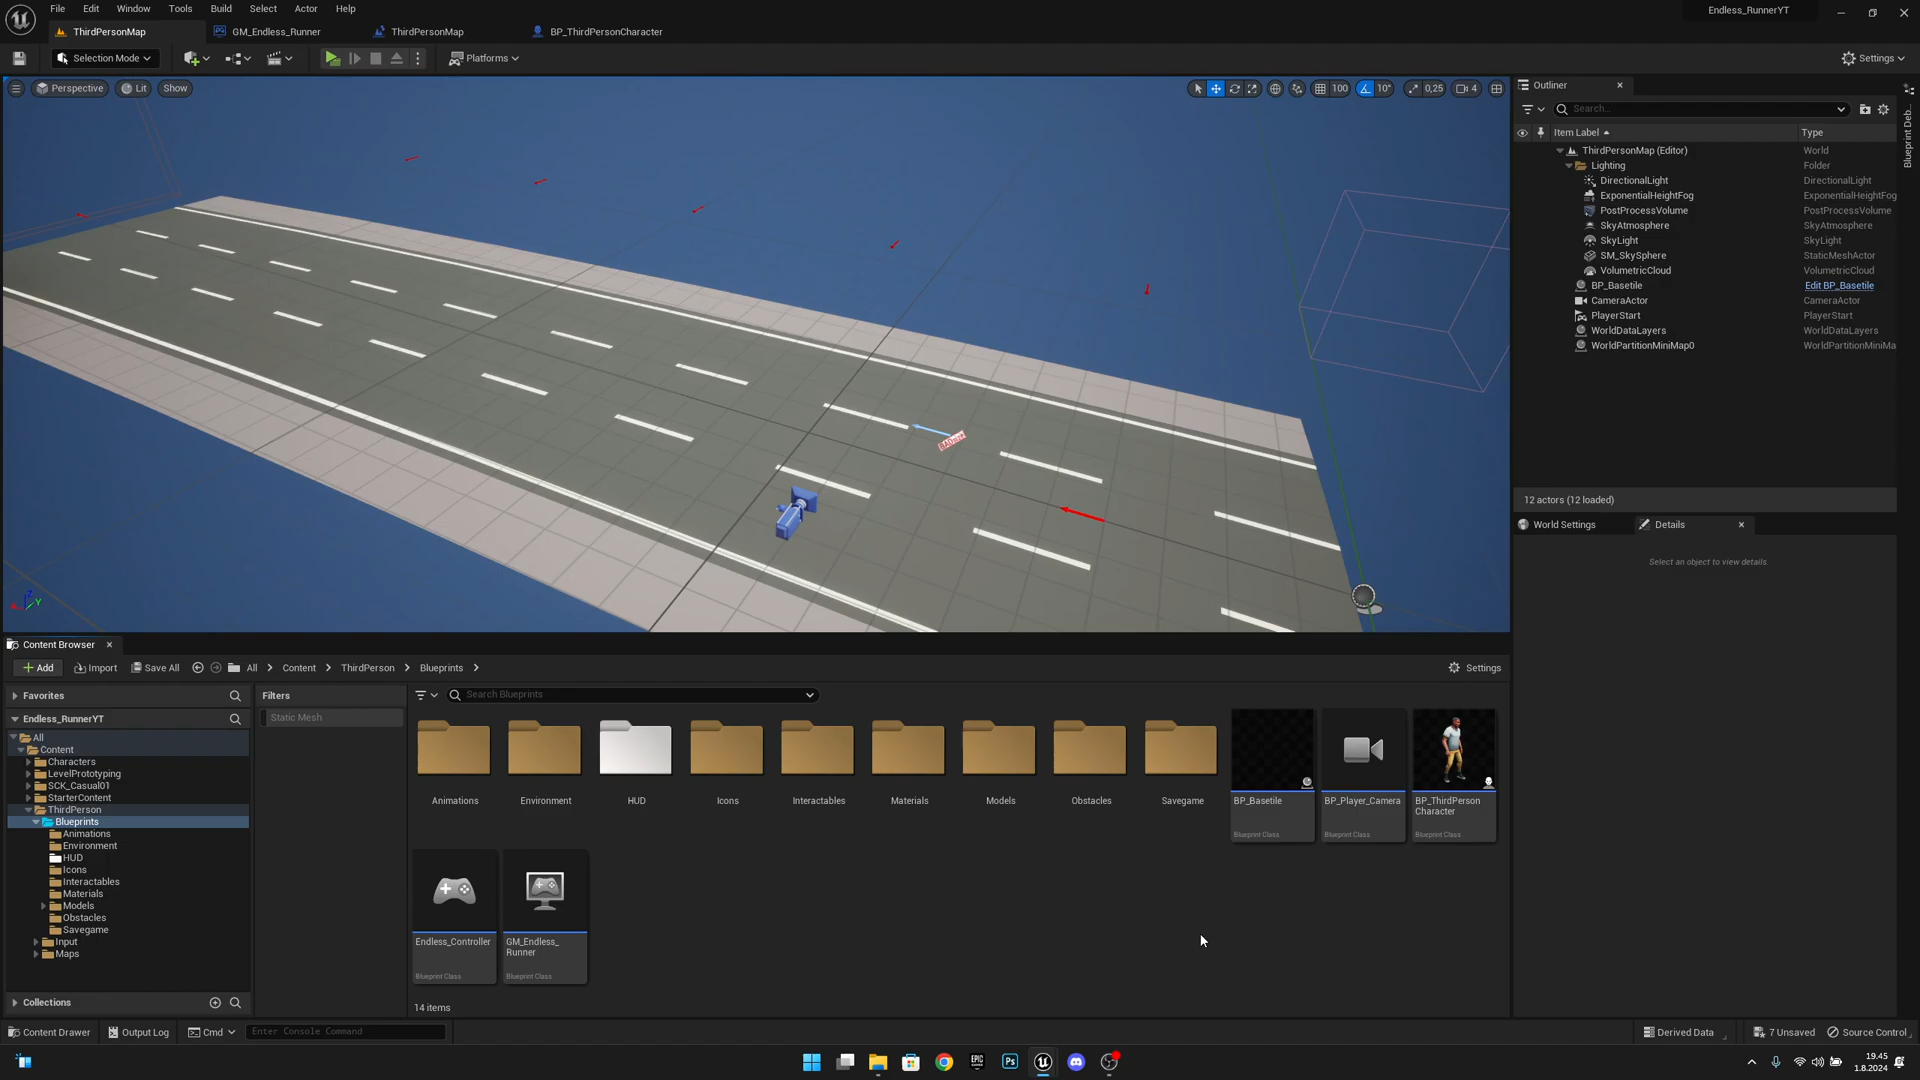 File Edit Window Tools Build Select Actor Help
Endless_RunnerYT
ThirdPersonMap GM_Endless_Runner ThirdPersonMap BP_ThirdPersonCharacter
Selection Mode Platforms Settings
Perspective Lit Show 100 10° 0,25 4
Outliner
Search...
Item Label Type
ThirdPersonMap (Editor) World
Lighting Folder
DirectionalLight DirectionalLight
ExponentialHeightFog ExponentialHeightFog
PostProcessVolume PostProcessVolume
SkyAtmosphere SkyAtmosphere
SkyLight SkyLight
SM_SkySphere StaticMeshActor
VolumetricCloud VolumetricCloud
BP_Basetile Edit BP_Basetile
CameraActor CameraActor
PlayerStart PlayerStart
WorldDataLayers WorldDataLayers
WorldPartitionMiniMap0 WorldPartitionMiniMa
12 actors (12 loaded)
World Settings Details
Select an object to view details.
Blueprint Deb...
Content Browser
Add Import Save All All Content ThirdPerson Blueprints Settings
Favorites
Endless_RunnerYT
All
Content
Characters
LevelPrototyping
SCK_Casual01
StarterContent
ThirdPerson
Blueprints
Animations
Environment
HUD
Icons
Interactables
Materials
Models
Obstacles
Savegame
Input
Maps
Collections
Filters
Static Mesh
Search Blueprints
Animations Environment HUD Icons Interactables Materials Models Obstacles Savegame
BP_Basetile
Blueprint Class
BP_Player_Camera
Blueprint Class
BP_ThirdPerson
Character
Blueprint Class
Endless_Controller
Blueprint Class
GM_Endless_
Runner
Blueprint Class
14 items
Content Drawer Output Log Cmd Enter Console Command Derived Data 7 Unsaved Source Control
19.45
1.8.2024